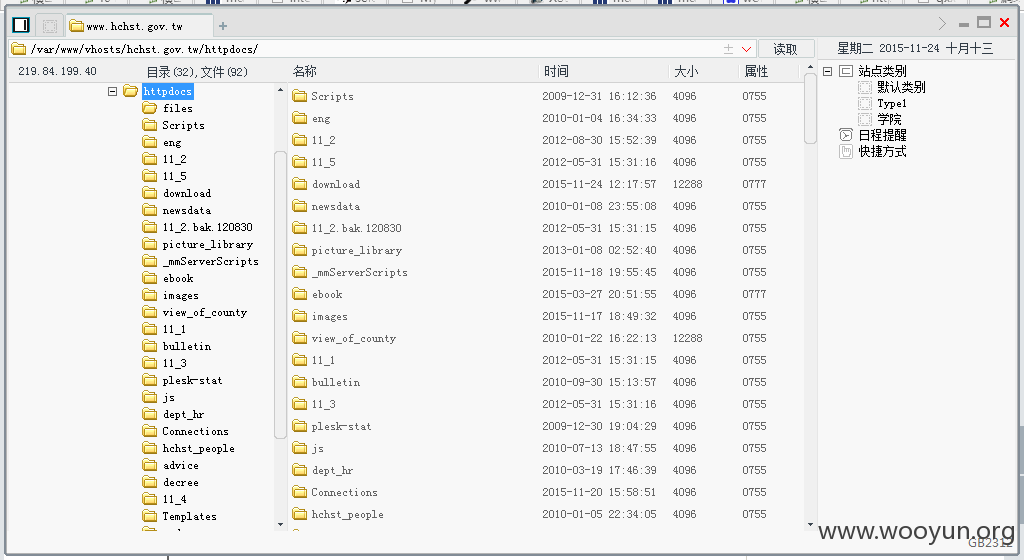 www.hchst.gov.tw
/var/www/vhosts/hchst.gov.tw/httpdocs/
读取
星期二 2015-11-24 十月十三
219.84.199.40
目录(32),文件(92)
名称 时间 大小 属性
httpdocs
files
Scripts
eng
11_2
11_5
download
newsdata
11_2.bak.120830
picture_library
_mmServerScripts
ebook
images
view_of_county
11_1
bulletin
11_3
plesk-stat
js
dept_hr
Connections
hchst_people
advice
decree
11_4
Templates
Scripts 2009-12-31 16:12:36 4096 0755
eng 2010-01-04 16:34:33 4096 0755
11_2 2012-08-30 15:52:39 4096 0755
11_5 2012-05-31 15:31:16 4096 0755
download 2015-11-24 12:17:57 12288 0777
newsdata 2010-01-08 23:55:08 4096 0755
11_2.bak.120830 2012-05-31 15:31:15 4096 0755
picture_library 2013-01-08 02:52:40 4096 0755
_mmServerScripts 2015-11-18 19:55:45 4096 0755
ebook 2015-03-27 20:51:55 4096 0777
images 2015-11-17 18:49:32 4096 0755
view_of_county 2010-01-22 16:22:13 12288 0755
11_1 2012-05-31 15:31:15 4096 0755
bulletin 2010-09-30 15:13:57 4096 0755
11_3 2012-05-31 15:31:16 4096 0755
plesk-stat 2009-12-30 19:04:29 4096 0755
js 2010-07-13 18:47:55 4096 0755
dept_hr 2010-03-19 17:46:39 4096 0755
Connections 2015-11-20 15:58:51 4096 0755
hchst_people 2010-01-05 22:34:05 4096 0755
站点类别
默认类别
Type1
学院
日程提醒
快捷方式
www.wooyun.org
GB2312